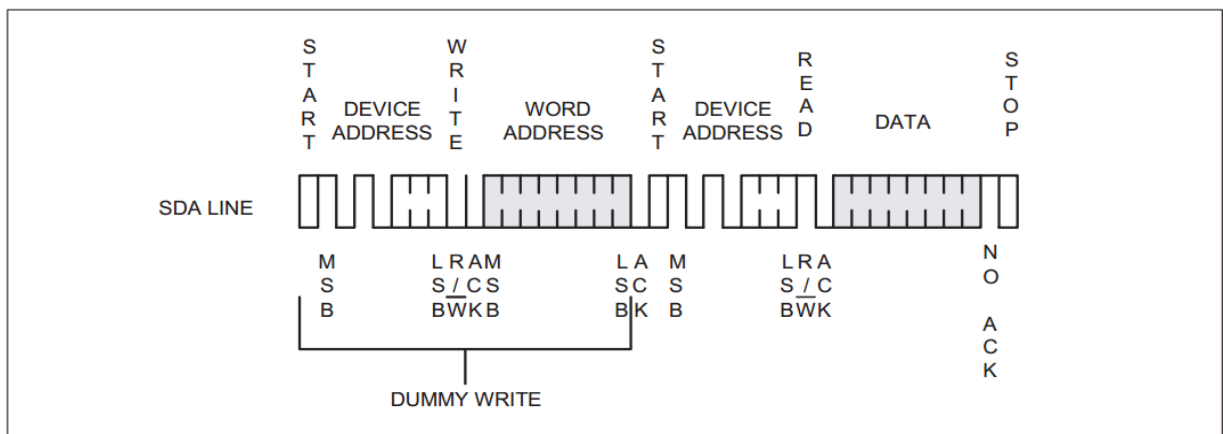 START
DEVICE ADDRESS
WRITE
WORD ADDRESS
START
DEVICE ADDRESS
READ
DATA
STOP
SDA LINE
MSB
LSB
R/W
ACK
MSB
LSB
ACK
MSB
LSB
R/W
ACK
NO ACK
DUMMY WRITE